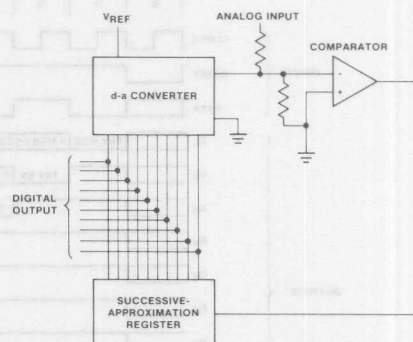 VREF
ANALOG INPUT
COMPARATOR
d-a CONVERTER
-
+
DIGITAL
OUTPUT
SUCCESSIVE-
APPROXIMATION
REGISTER